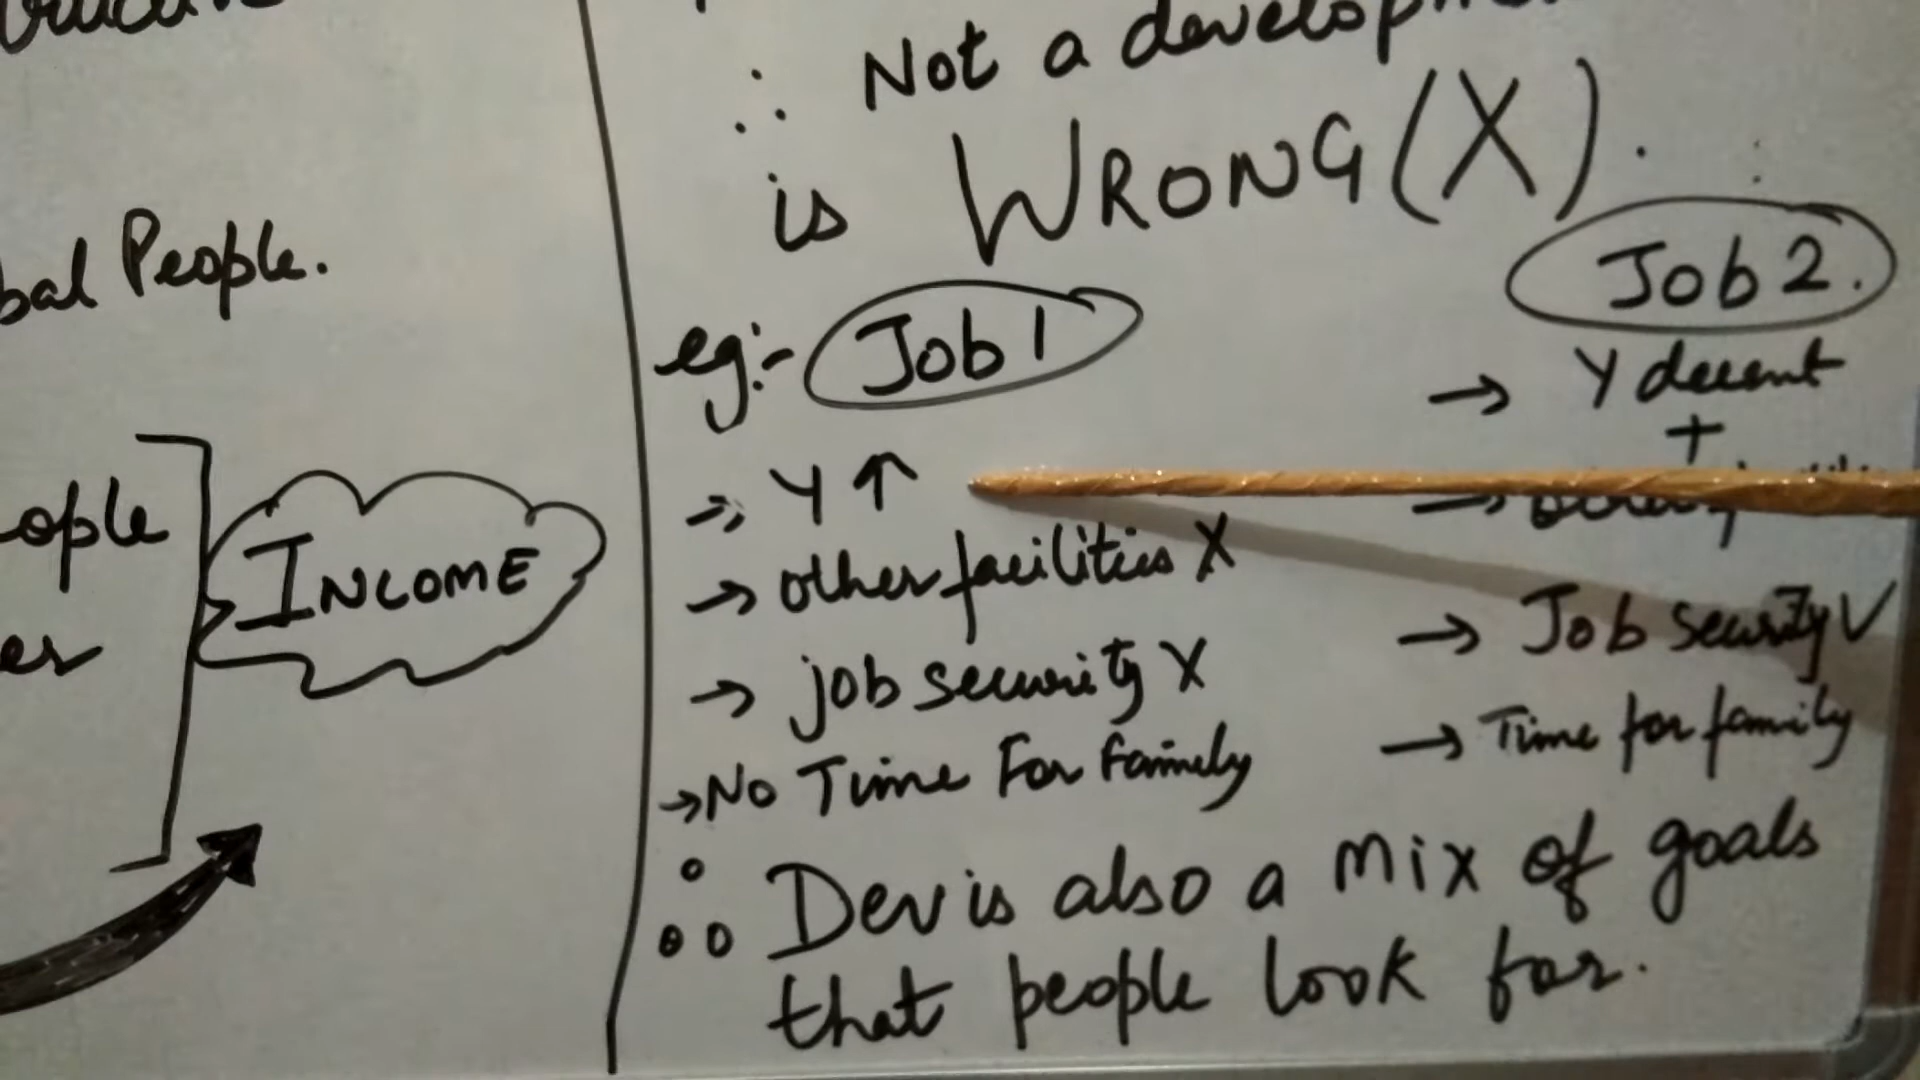 bal People.
ople
er
INCOME
∴ Not a developmen
is WRONG (X).
eg:- Job 1
→ Y ↑
→ other facilities X
→ job security X
→ No Time For Family
Job 2.
→ Y decent
+
→
→ Job security ✓
→ Time for family
∴ Dev is also a mix of goals
that people look for.